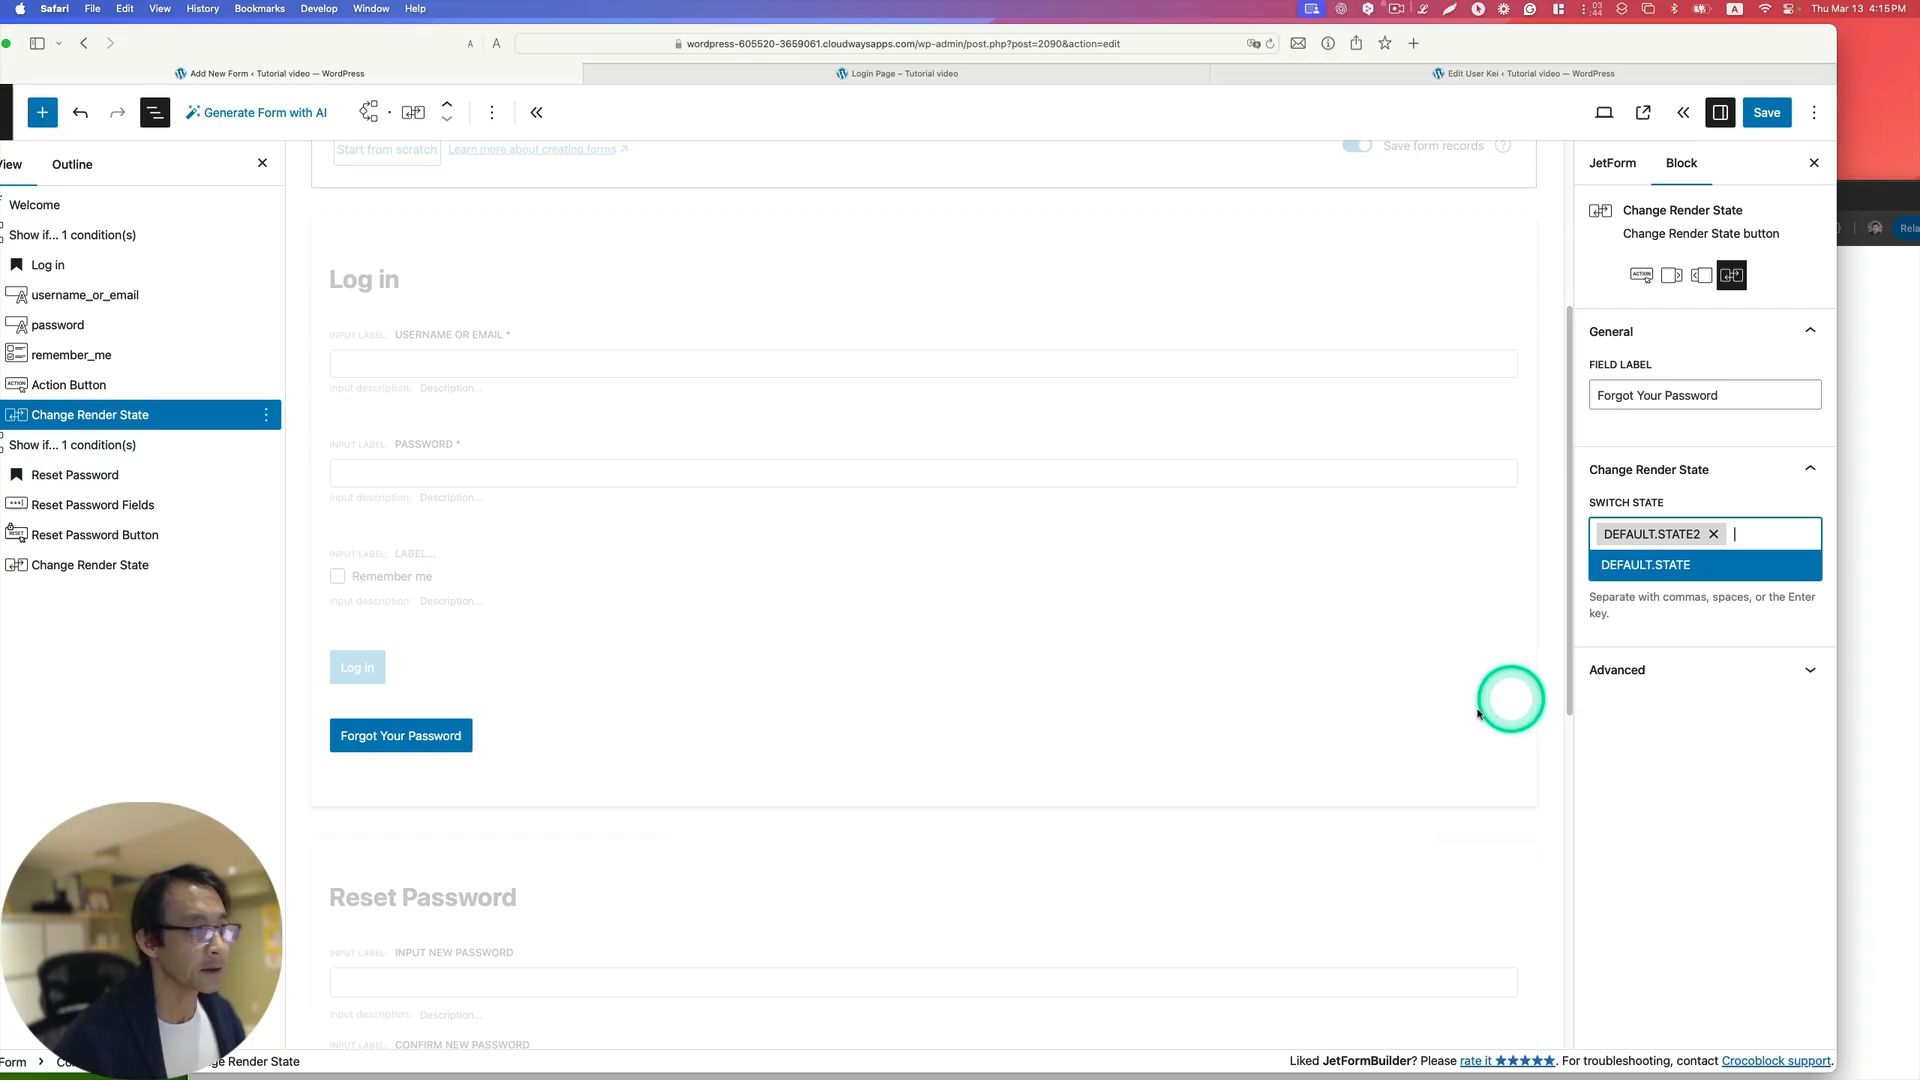 Safari File Edit View History Bookmarks Develop Window Help
03
:44
A
Thu Mar 13 4:15PM
A A
wordpress-605520-3659061.cloudwaysapps.com/wp-admin/post.php?post=2090&action=edit
Add New Form ‹ Tutorial video — WordPress
Login Page – Tutorial video
Edit User Kei ‹ Tutorial video — WordPress
Generate Form with AI
Save
iew
Outline
Start from scratch
Learn more about creating forms
Save form records
JetForm
Block
Welcome
Show if... 1 condition(s)
Log in
username_or_email
password
remember_me
ACTION
Action Button
Change Render State
Show if... 1 condition(s)
Reset Password
Reset Password Fields
RESET
Reset Password Button
Change Render State
Log in
INPUT LABEL: USERNAME OR EMAIL *
input description: Description...
INPUT LABEL: PASSWORD *
input description: Description...
INPUT LABEL: LABEL...
Remember me
input description: Description...
Log in
Forgot Your Password
Reset Password
INPUT LABEL: INPUT NEW PASSWORD
input description: Description...
INPUT LABEL: CONFIRM NEW PASSWORD
Change Render State
Change Render State button
ACTION
General
FIELD LABEL
Forgot Your Password
Change Render State
SWITCH STATE
DEFAULT.STATE2
DEFAULT.STATE
Separate with commas, spaces, or the Enter
key.
Advanced
Rela
Form › Co
ge Render State
Liked JetFormBuilder? Please rate it ★★★★★. For troubleshooting, contact Crocoblock support.